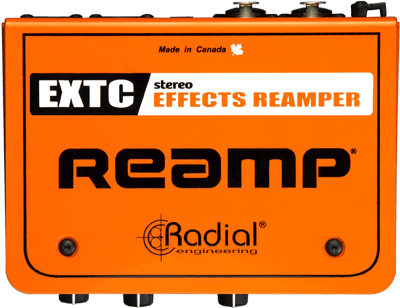 Made in Canada
EXTC stereo
EFFECTS REAMPER
Reamp®
Radial®
engineering